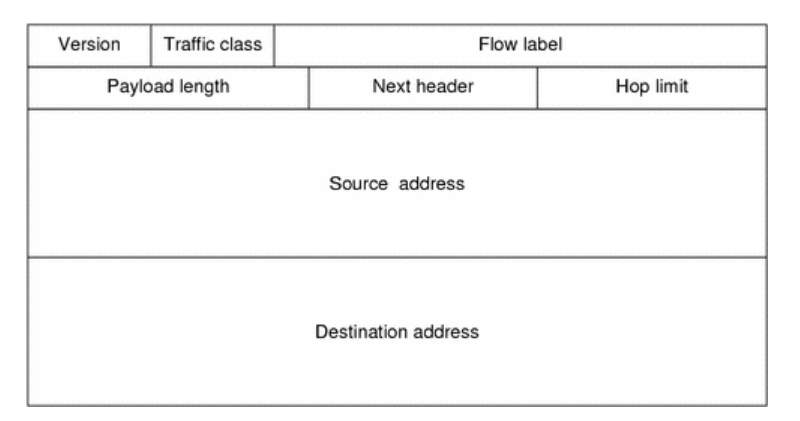 Version Traffic class Flow label
Payload length Next header Hop limit
Source address
Destination address